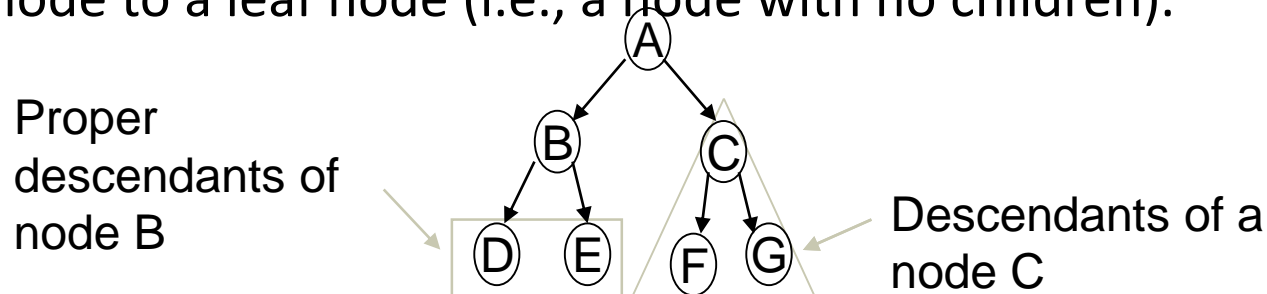 node to a leaf node (i.e., a node with no children).
A
Proper
descendants of
node B
B
C
Descendants of a
node C
D
E
F
G